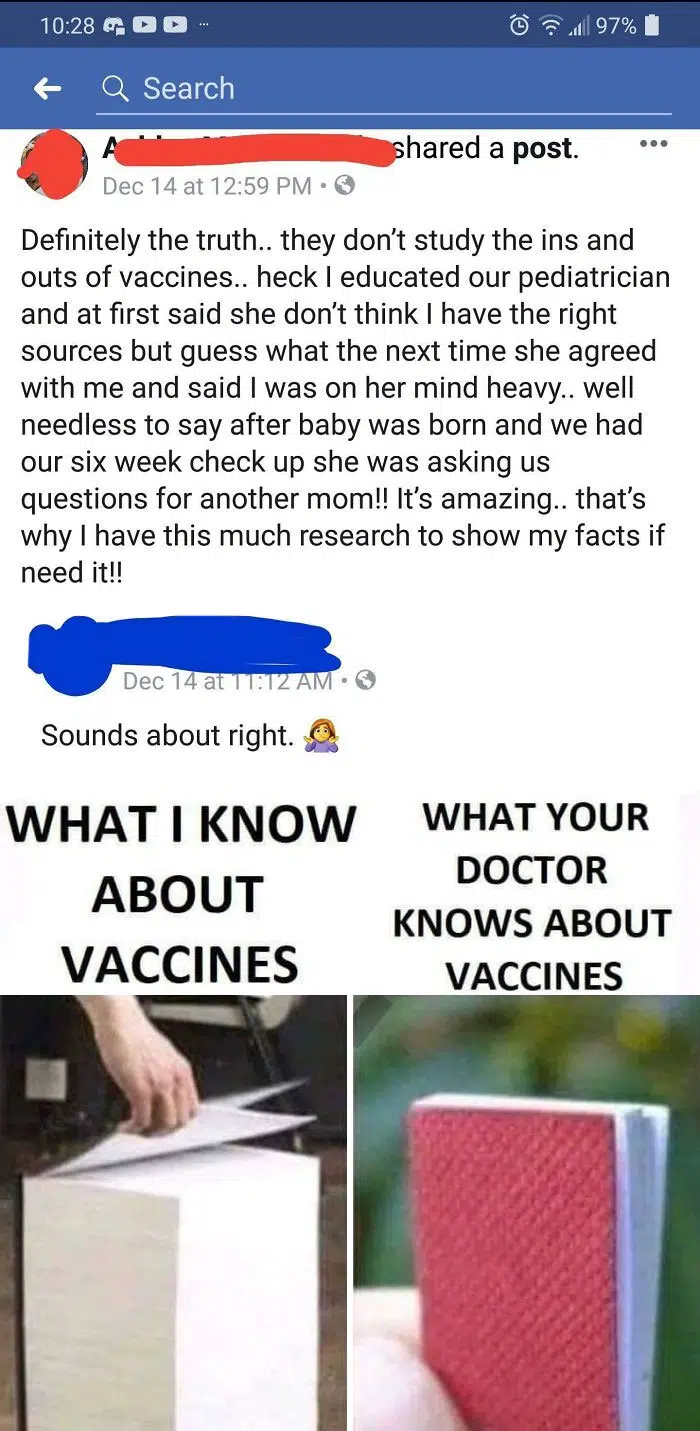 10:28 ··· 97%
Search
shared a post.
Dec 14 at 12:59 PM •
Definitely the truth.. they don’t study the ins and
outs of vaccines.. heck I educated our pediatrician
and at first said she don’t think I have the right
sources but guess what the next time she agreed
with me and said I was on her mind heavy.. well
needless to say after baby was born and we had
our six week check up she was asking us
questions for another mom!! It’s amazing.. that’s
why I have this much research to show my facts if
need it!!
Dec 14 at 11:12 AM •
Sounds about right. 🤷‍♀️
WHAT I KNOW
ABOUT
VACCINES
WHAT YOUR
DOCTOR
KNOWS ABOUT
VACCINES